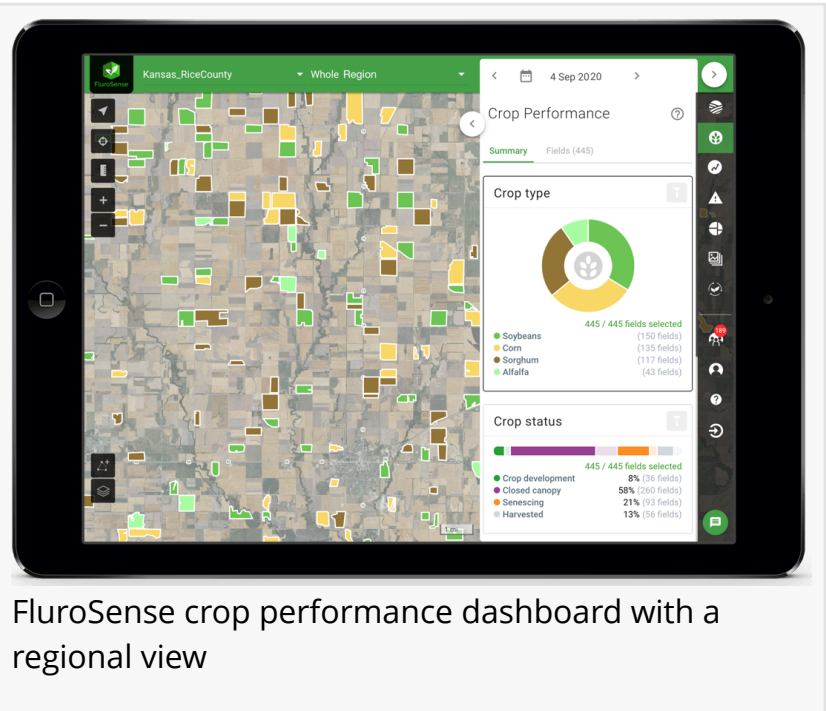 FluroSense
Kansas_RiceCounty
Whole Region
4 Sep 2020
Crop Performance
Summary
Fields (445)
Crop type
445 / 445 fields selected
Soybeans (150 fields)
Corn (135 fields)
Sorghum (117 fields)
Alfalfa (43 fields)
189
Crop status
445 / 445 fields selected
Crop development 8% (36 fields)
Closed canopy 58% (260 fields)
Senescing 21% (93 fields)
Harvested 13% (56 fields)
1 mi
FluroSense crop performance dashboard with a
regional view